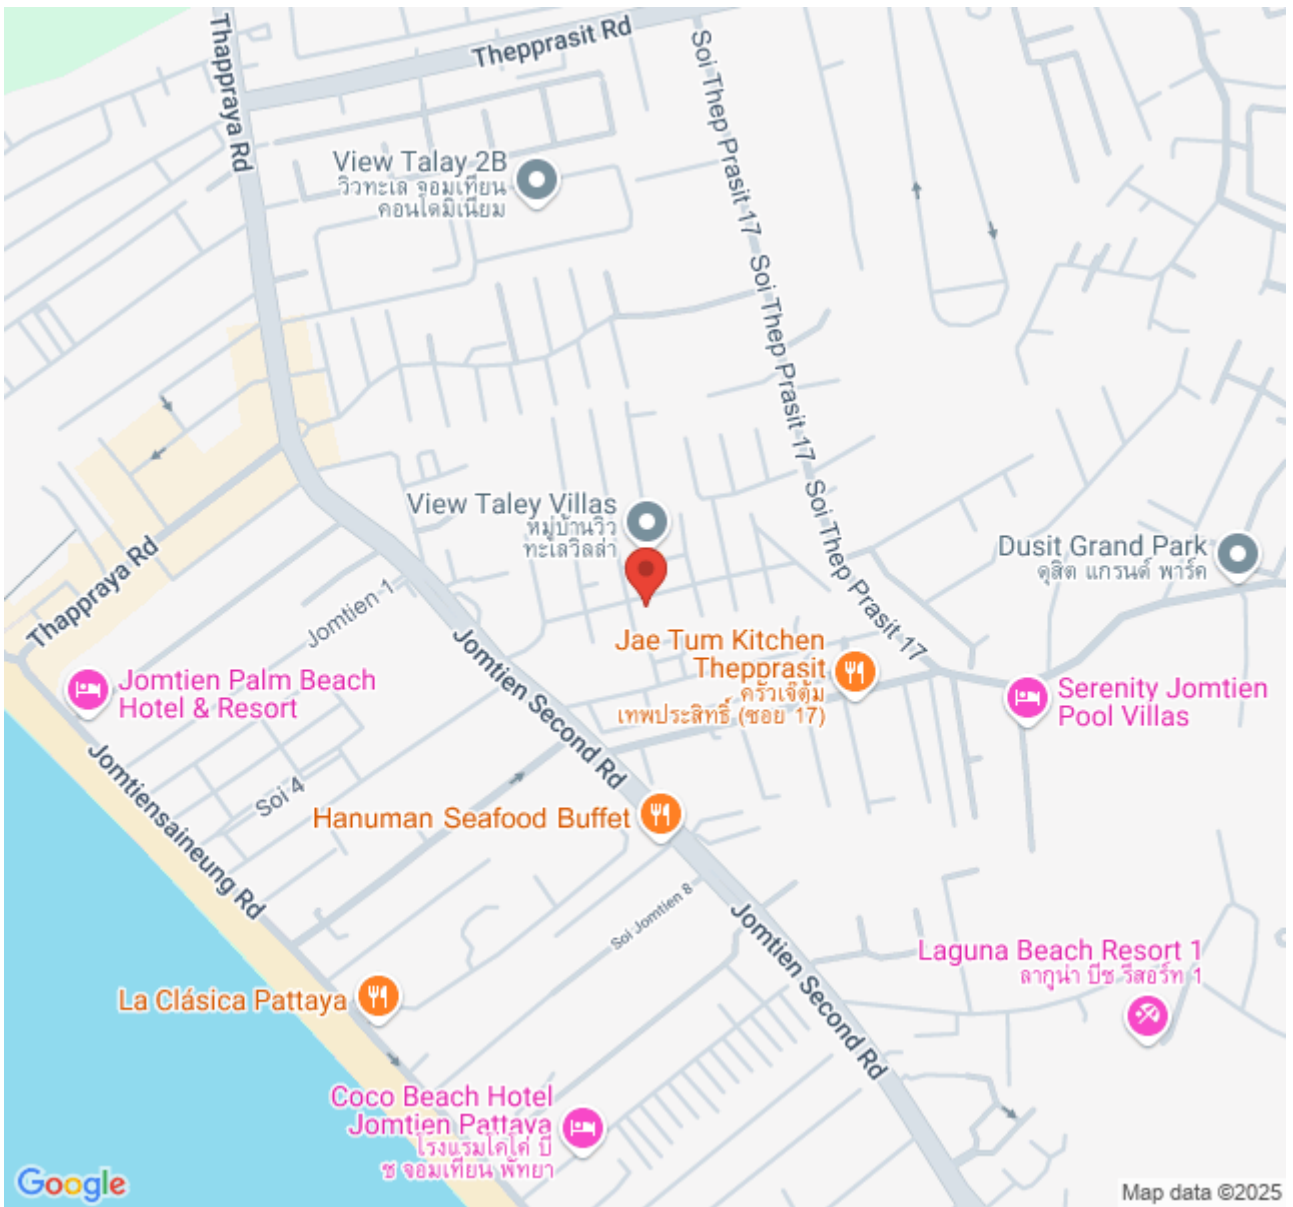 Thappraya Rd
Thepprasit Rd
Soi Thep Prasit 17
Soi Thep Prasit 17
Soi Thep Prasit 17
View Talay 2B
วิวทะเล จอมเทียน
คอนโดมิเนียม
View Taley Villas
หมู่บ้านวิว
ทะเลวิลล่า
Dusit Grand Park
ดุสิต แกรนด์ พาร์ค
Thappraya Rd
Jomtien 1
Jomtien Second Rd
Jae Tum Kitchen
Thepprasit
ครัวเจ๊ตุ้ม
เทพประสิทธิ์ (ซอย 17)
Jomtien Palm Beach
Hotel & Resort
Serenity Jomtien
Pool Villas
Jomtiensaineung Rd
Soi 4
Hanuman Seafood Buffet
Soi Jomtien 8
Jomtien Second Rd
Laguna Beach Resort 1
ลากูน่า บีช รีสอร์ท 1
La Clásica Pattaya
Coco Beach Hotel
Jomtien Pattaya
โรงแรมโคโค่ บี
ช จอมเทียน พัทยา
Google
Map data ©2025